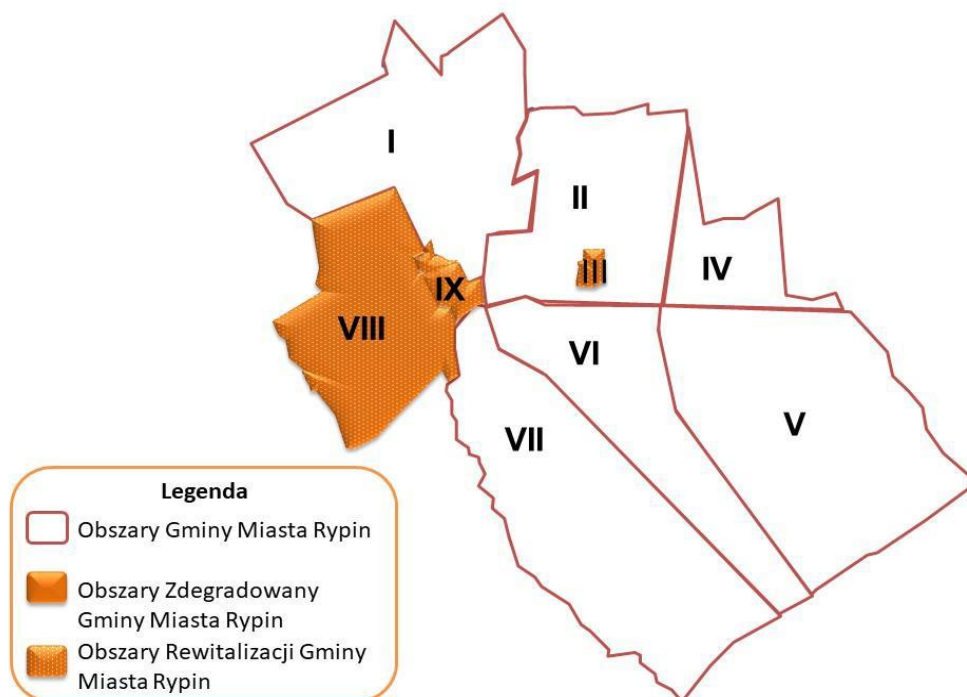 I
II
III
IV
IX
VIII
VI
V
VII
Legenda
Obszary Gminy Miasta Rypin
Obszary Zdegradowany
Gminy Miasta Rypin
Obszary Rewitalizacji Gminy
Miasta Rypin